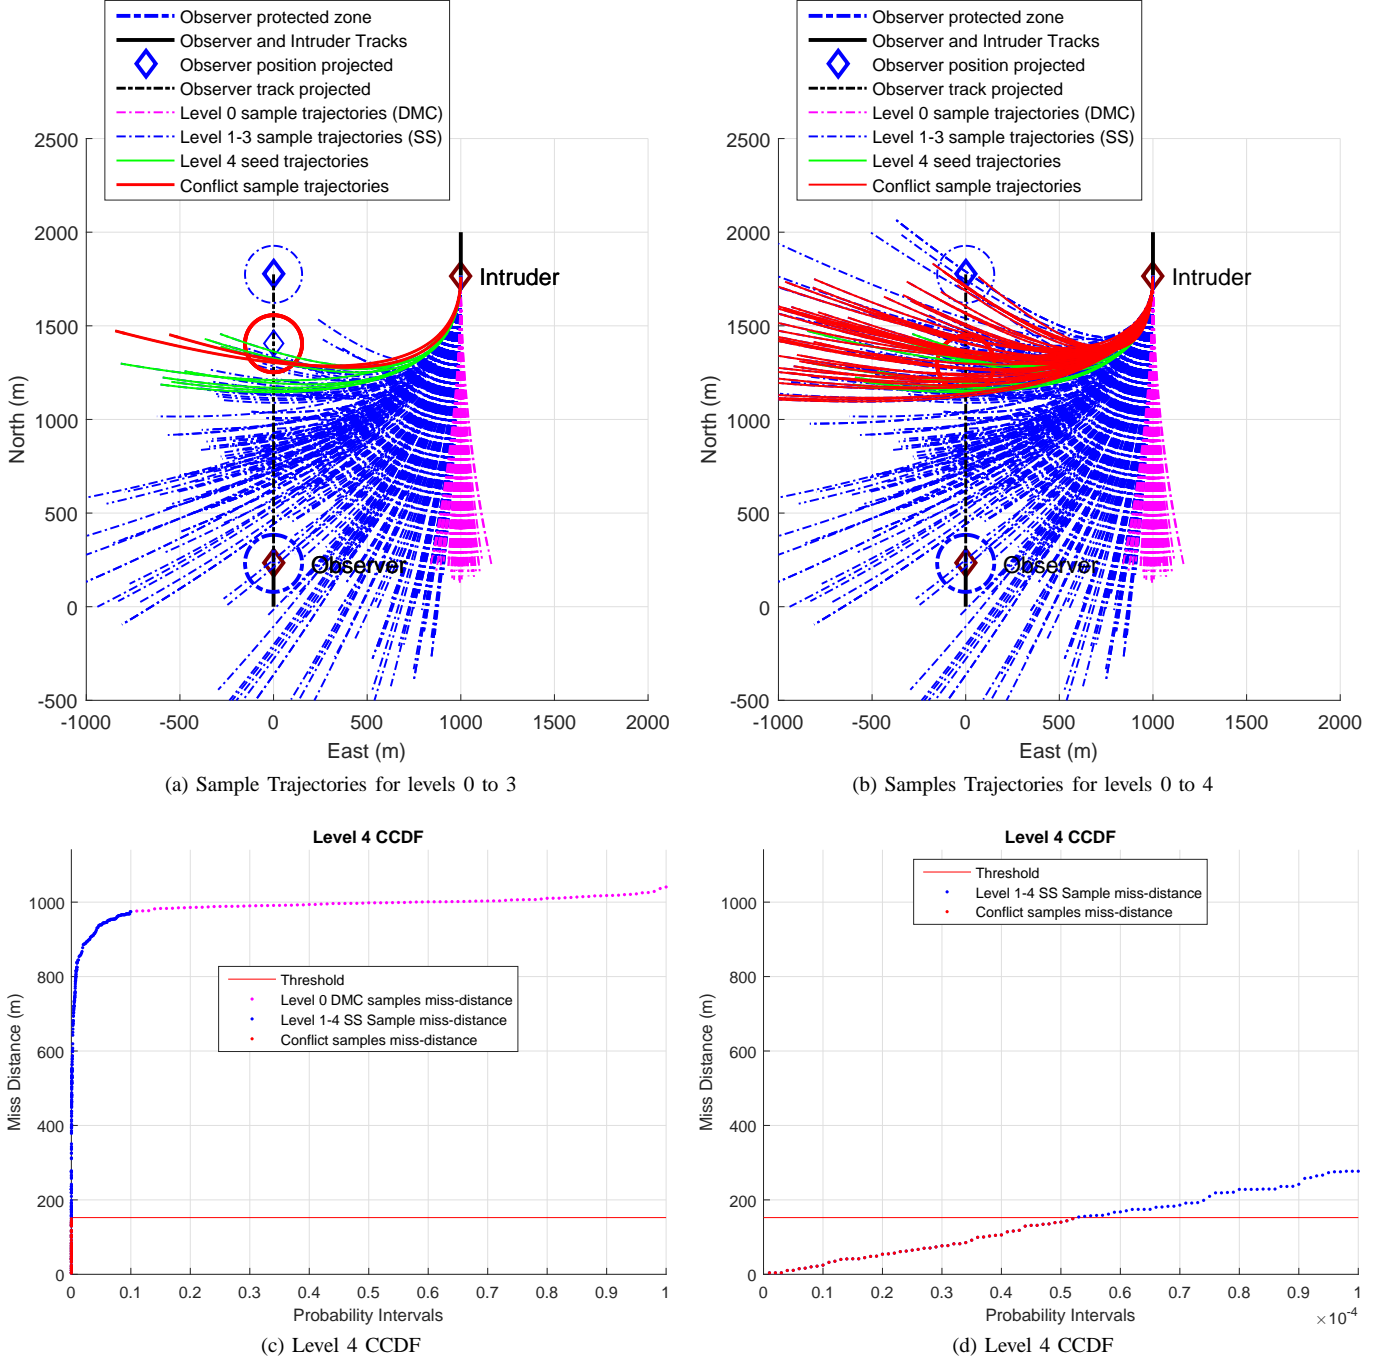 Observer protected zone
Observer and Intruder Tracks
Observer position projected
Observer track projected
Level 0 sample trajectories (DMC)
Level 1-3 sample trajectories (SS)
Level 4 seed trajectories
Conflict sample trajectories
2500
2000
1500
1000
500
0
-500
North (m)
Intruder
Observer
-1000 -500 0 500 1000 1500 2000
East (m)
(a) Sample Trajectories for levels 0 to 3
Observer protected zone
Observer and Intruder Tracks
Observer position projected
Observer track projected
Level 0 sample trajectories (DMC)
Level 1-3 sample trajectories (SS)
Level 4 seed trajectories
Conflict sample trajectories
2500
2000
1500
1000
500
0
-500
North (m)
Intruder
Observer
-1000 -500 0 500 1000 1500 2000
East (m)
(b) Samples Trajectories for levels 0 to 4
Level 4 CCDF
1000
800
600
400
200
0
Miss Distance (m)
Threshold
Level 0 DMC samples miss-distance
Level 1-4 SS Sample miss-distance
Conflict samples miss-distance
0 0.1 0.2 0.3 0.4 0.5 0.6 0.7 0.8 0.9 1
Probability Intervals
(c) Level 4 CCDF
Level 4 CCDF
1000
800
600
400
200
0
Miss Distance (m)
Threshold
Level 1-4 SS Sample miss-distance
Conflict samples miss-distance
0 0.1 0.2 0.3 0.4 0.5 0.6 0.7 0.8 0.9 1
×10⁻⁴
Probability Intervals
(d) Level 4 CCDF